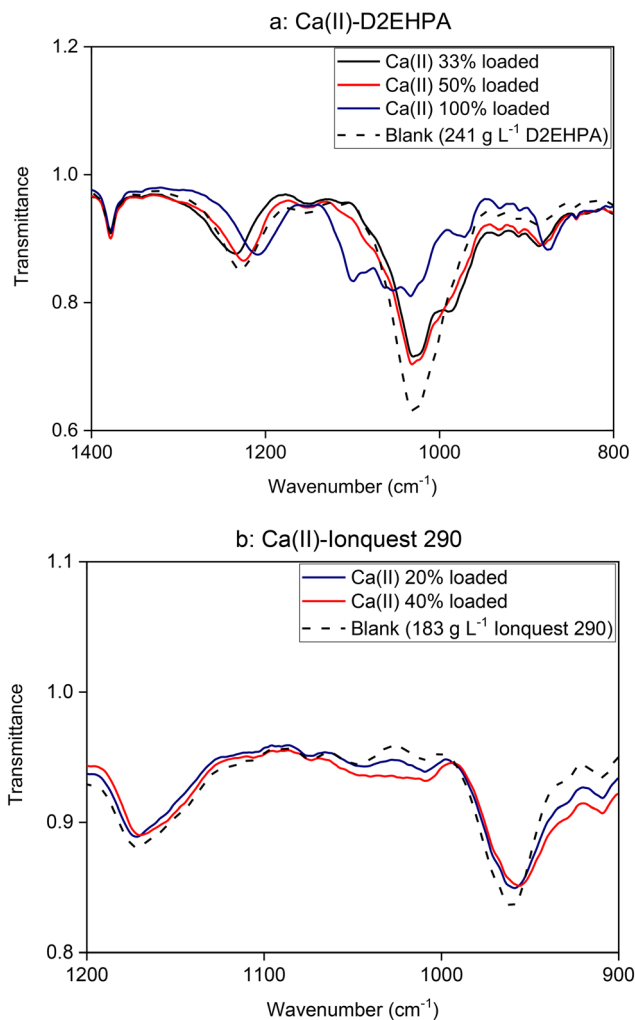 a: Ca(II)-D2EHPA
1.2
Ca(II) 33% loaded
Ca(II) 50% loaded
Ca(II) 100% loaded
Blank (241 g L⁻¹ D2EHPA)
1.0
Transmittance
0.8
0.6
1400 1200 1000 800
Wavenumber (cm⁻¹)
b: Ca(II)-Ionquest 290
1.1
Ca(II) 20% loaded
Ca(II) 40% loaded
Blank (183 g L⁻¹ Ionquest 290)
1.0
Transmittance
0.9
0.8
1200 1100 1000 900
Wavenumber (cm⁻¹)